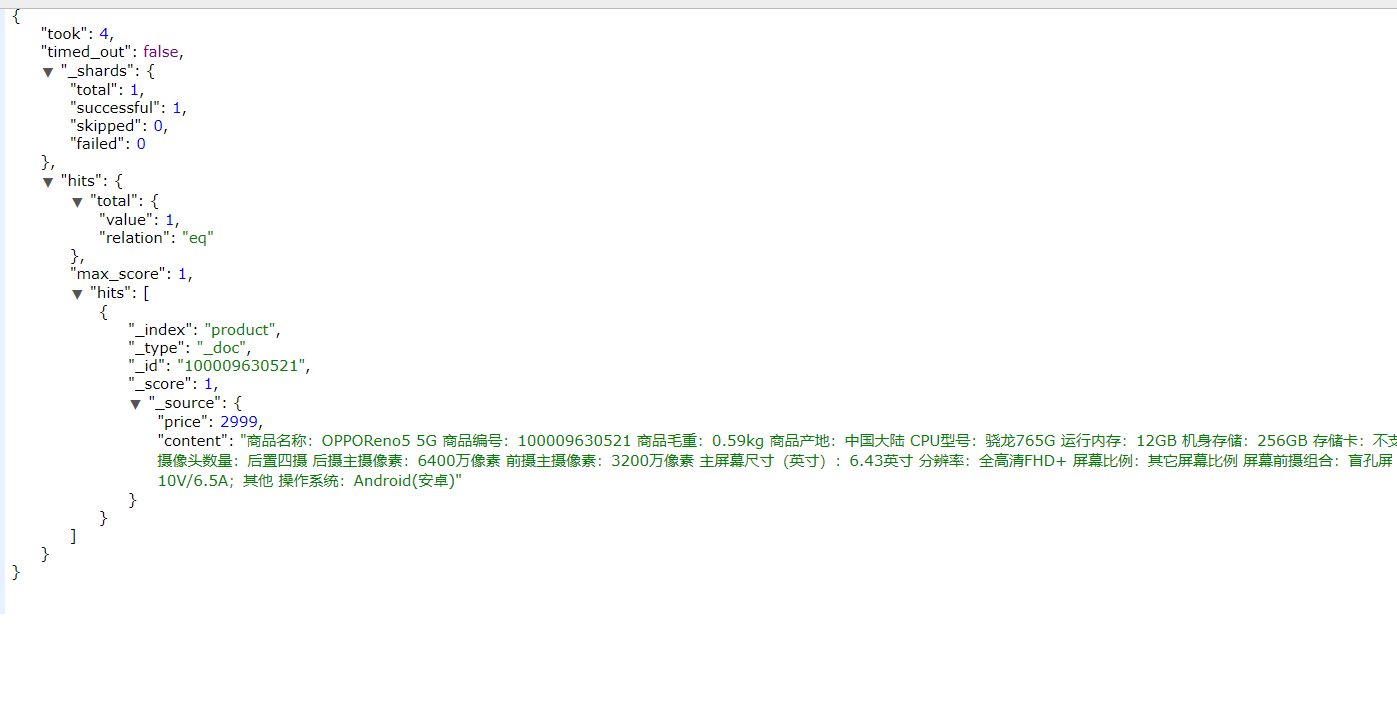 {
"took": 4,
"timed_out": false,
"_shards": {
"total": 1,
"successful": 1,
"skipped": 0,
"failed": 0
},
"hits": {
"total": {
"value": 1,
"relation": "eq"
},
"max_score": 1,
"hits": [
{
"_index": "product",
"_type": "_doc",
"_id": "100009630521",
"_score": 1,
"_source": {
"price": 2999,
"content": "商品名称：OPPOReno5 5G 商品编号：100009630521 商品毛重：0.59kg 商品产地：中国大陆 CPU型号：骁龙765G 运行内存：12GB 机身存储：256GB 存储卡：不支
摄像头数量：后置四摄 后摄主摄像素：6400万像素 前摄主摄像素：3200万像素 主屏幕尺寸（英寸）：6.43英寸 分辨率：全高清FHD+ 屏幕比例：其它屏幕比例 屏幕前摄组合：盲孔屏
10V/6.5A；其他 操作系统：Android(安卓)"
}
}
]
}
}